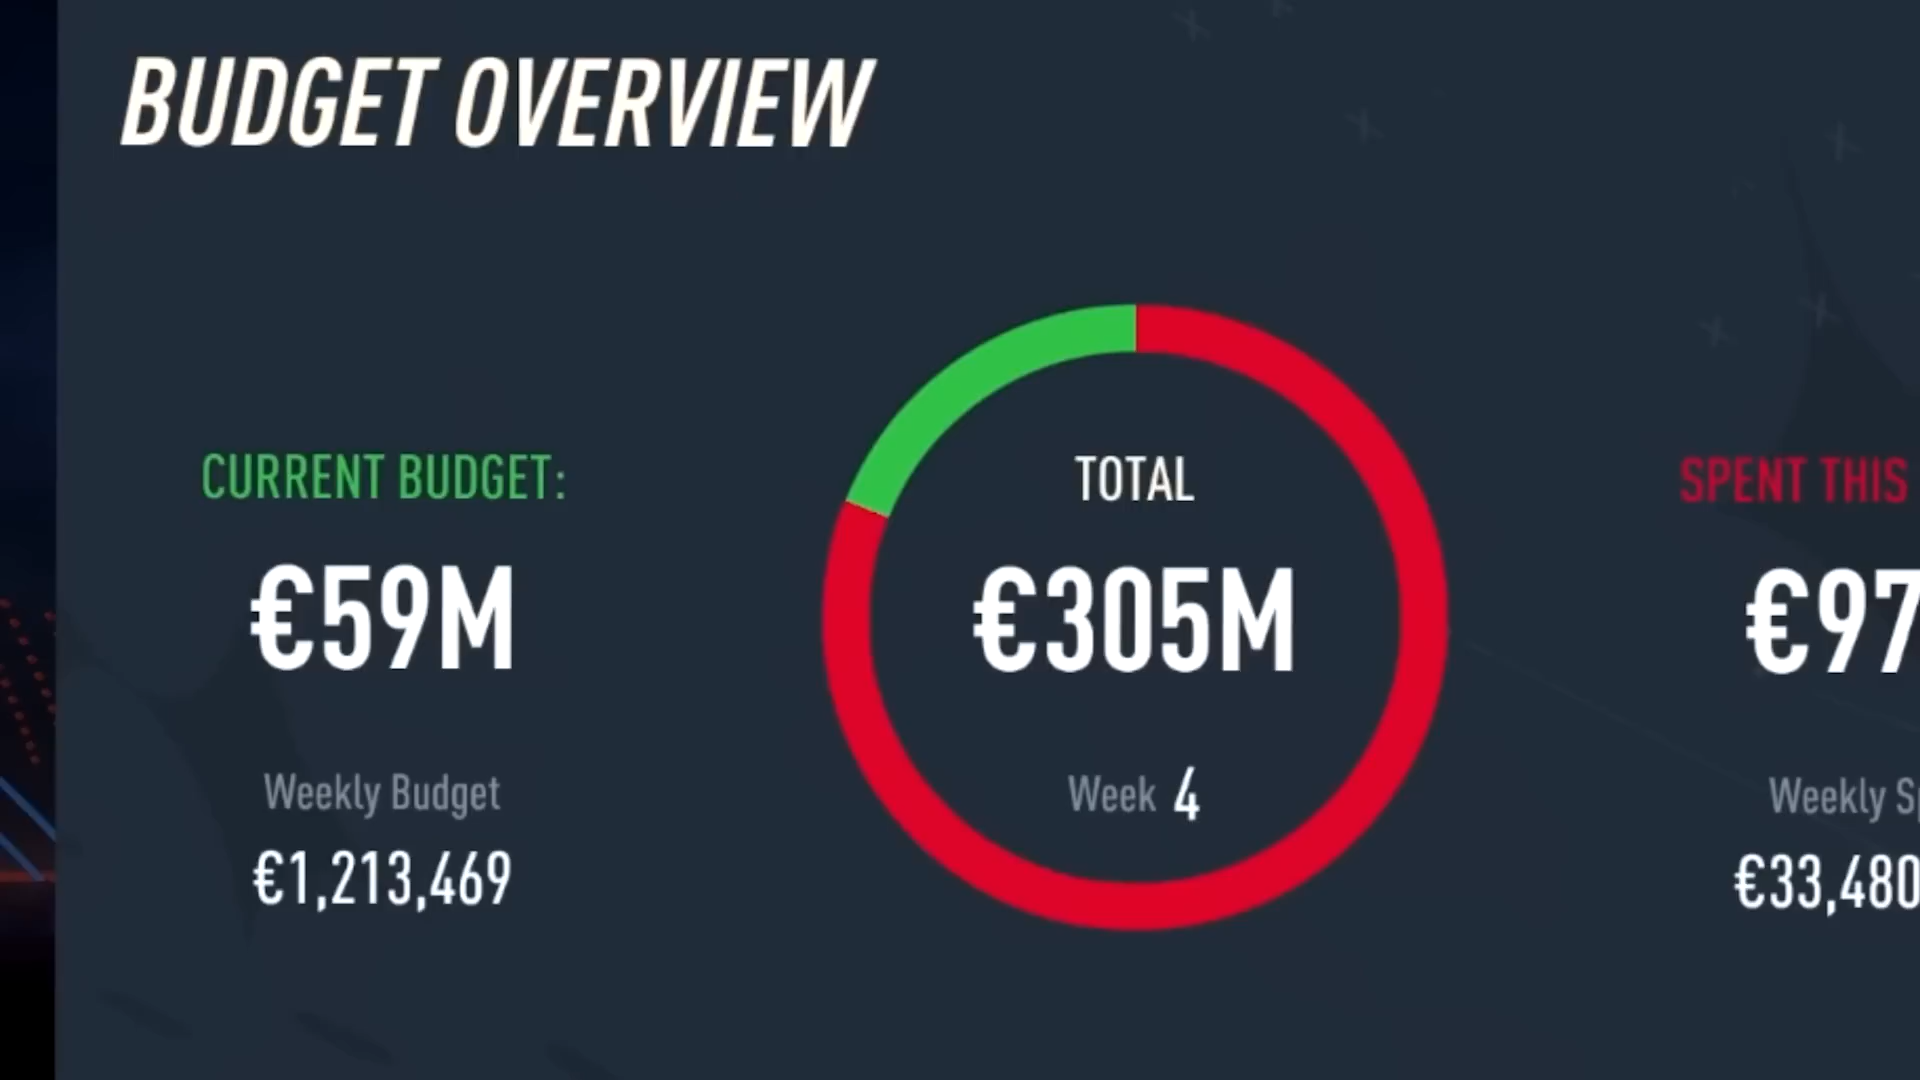 BUDGET OVERVIEW
CURRENT BUDGET:
€59M
Weekly Budget
€1,213,469
TOTAL
€305M
Week 4
SPENT THIS
€97
Weekly
€33,480